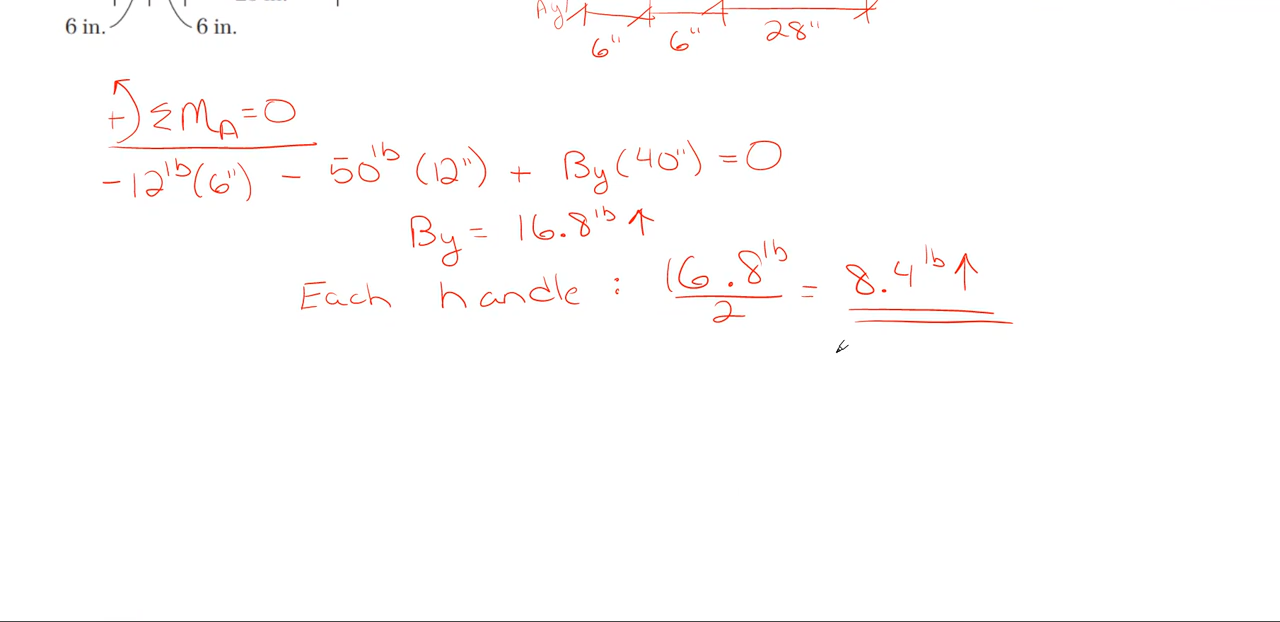 Ay
6 in. 6 in.
6" 6" 28"
+) ΣM_A = 0
-12^lb(6") - 50^lb(12") + By(40") = 0
By = 16.8^lb ↑
Each handle : 16.8^lb / 2 = 8.4^lb ↑